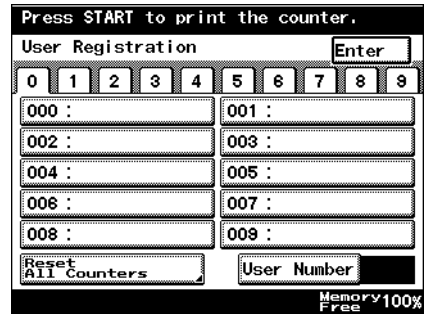 Press START to print the counter.
User Registration
Enter
0 1 2 3 4 5 6 7 8 9
000 : 001 :
002 : 003 :
004 : 005 :
006 : 007 :
008 : 009 :
Reset
All Counters
User Number
Memory
Free 100%